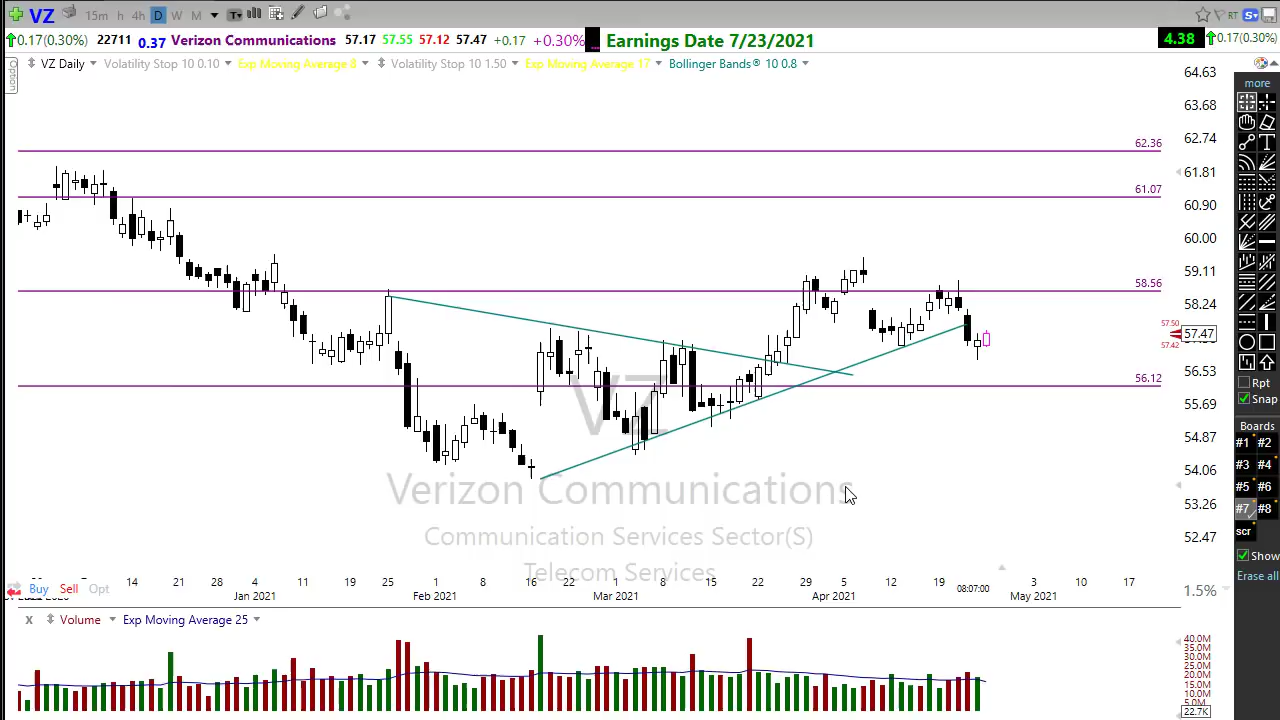 VZ 15m h 4h D W M T RT S
0.17(0.30%) 22711 0.37 Verizon Communications 57.17 57.55 57.12 57.47 +0.17 +0.30% Earnings Date 7/23/2021 4.38 0.17(0.30%)
Option
VZ Daily Volatility Stop 10 0.10 Exp Moving Average 8 Volatility Stop 10 1.50 Exp Moving Average 17 Bollinger Bands® 10 0.8
more
64.63
63.68
62.74
61.81
60.90
60.00
59.11
58.24
57.47
56.53
55.69
54.87
54.06
53.26
52.47
62.36
61.07
58.56
57.50
57.42
56.12
VZ
Verizon Communications
Communication Services Sector(S)
Telecom Services
Rpt
Snap
Boards
#1 #2
#3 #4
#5 #6
#7 #8
scr
Show
Erase all
14 21 28 4 11 19 25 1 8 16 22 1 8 15 22 29 5 12 19 3 10 17
Buy Sell Opt
Jan 2021 Feb 2021 Mar 2021 Apr 2021 08:07:00 May 2021
1.5%
X Volume Exp Moving Average 25
40.0M
35.0M
30.0M
25.0M
20.0M
15.0M
10.0M
5.0M
22.7K